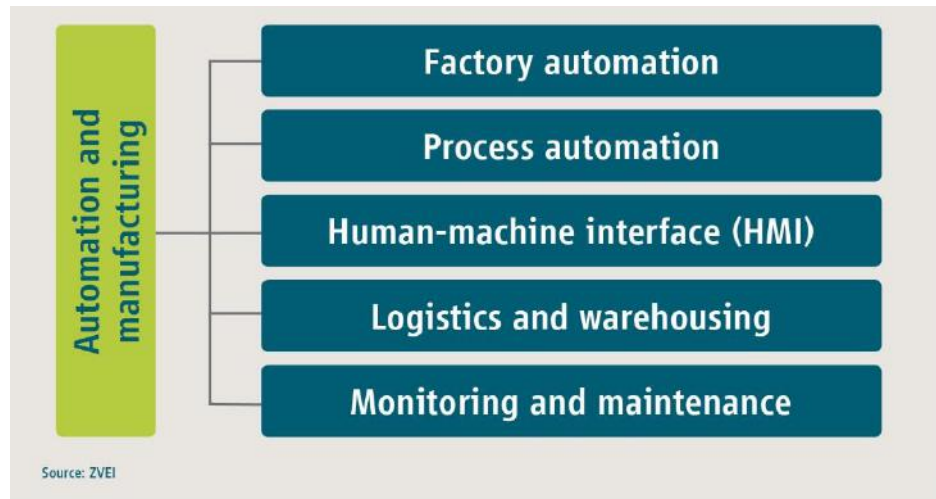 Automation and
manufacturing
Factory automation
Process automation
Human-machine interface (HMI)
Logistics and warehousing
Monitoring and maintenance
Source: ZVEI